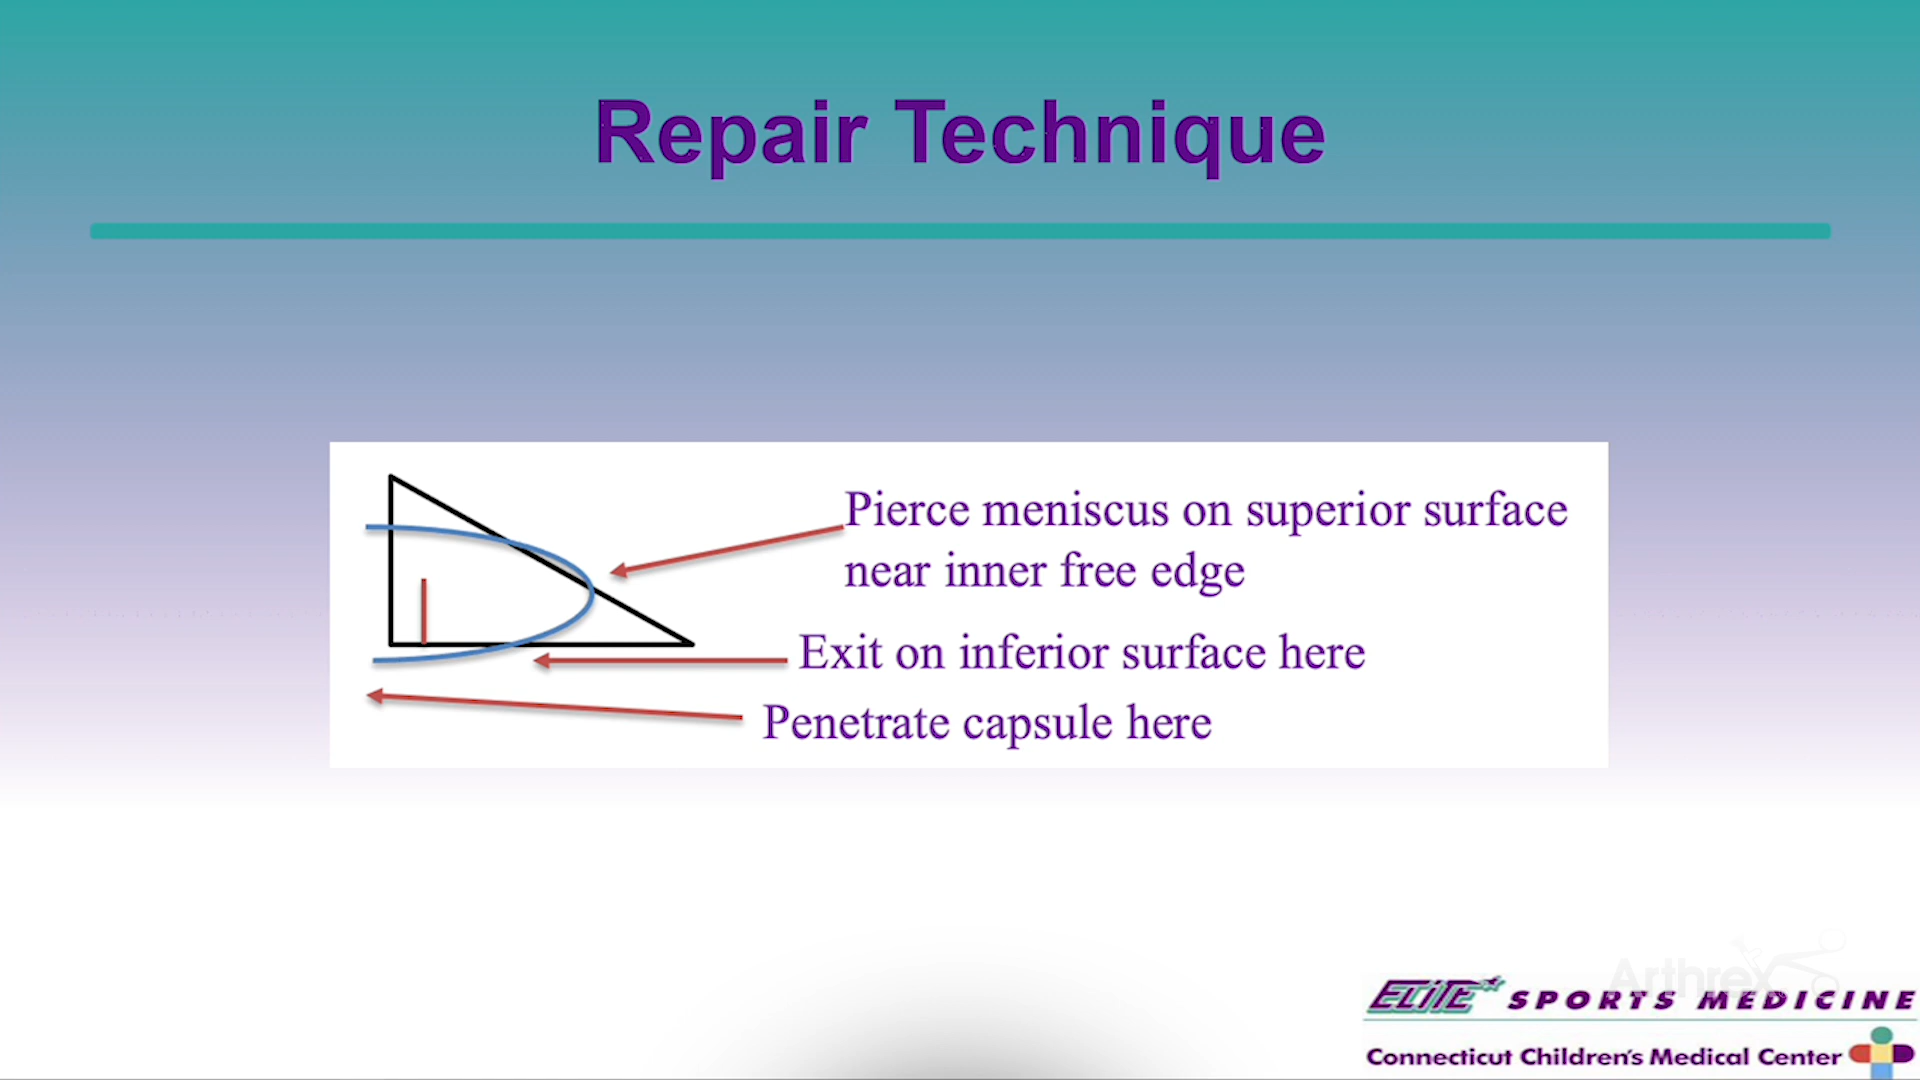 Repair Technique
Pierce meniscus on superior surface
near inner free edge
Exit on inferior surface here
Penetrate capsule here
Arthrex
ELITE SPORTS MEDICINE
Connecticut Children's Medical Center